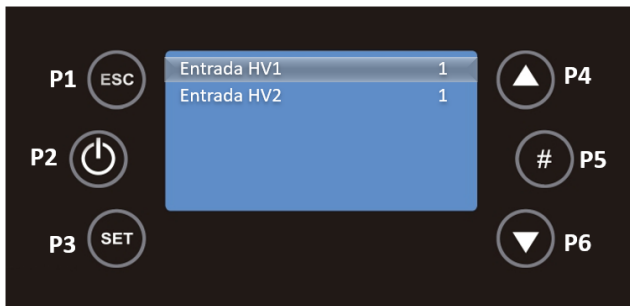 P1 ESC
P2
P3 SET
Entrada HV1 1
Entrada HV2 1
P4
# P5
P6